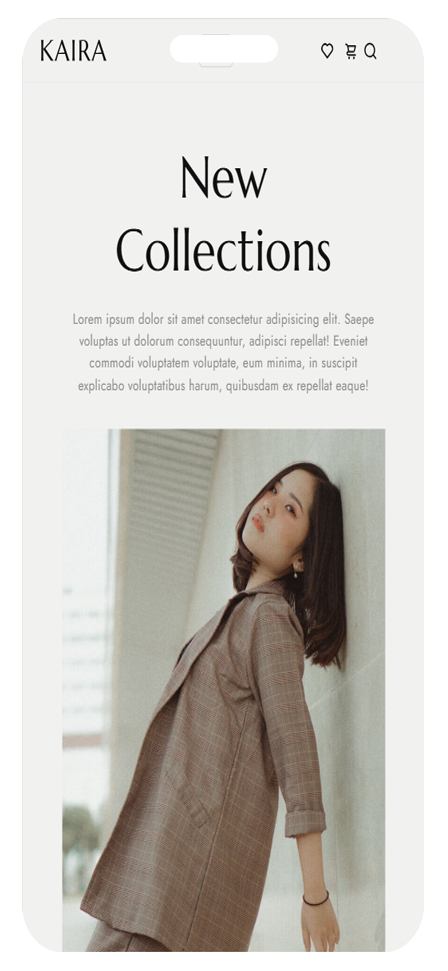 KAIRA
New
Collections
Lorem ipsum dolor sit amet consectetur adipisicing elit. Saepe
voluptas ut dolorem consequuntur, adipisci repellat! Eveniet
commodi voluptatem voluptate, eum minima, in suscipit
explicabo voluptatibus harum, quibusdam ex repellat eaque!